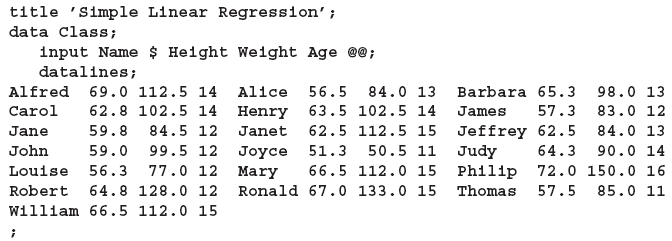 title 'Simple Linear Regression';
data Class;
   input Name $ Height Weight Age @@;
   datalines;
Alfred  69.0 112.5 14  Alice  56.5  84.0 13  Barbara 65.3  98.0 13
Carol   62.8 102.5 14  Henry  63.5 102.5 14  James   57.3  83.0 12
Jane    59.8  84.5 12  Janet  62.5 112.5 15  Jeffrey 62.5  84.0 13
John    59.0  99.5 12  Joyce  51.3  50.5 11  Judy    64.3  90.0 14
Louise  56.3  77.0 12  Mary   66.5 112.0 15  Philip  72.0 150.0 16
Robert  64.8 128.0 12  Ronald 67.0 133.0 15  Thomas  57.5  85.0 11
William 66.5 112.0 15
;